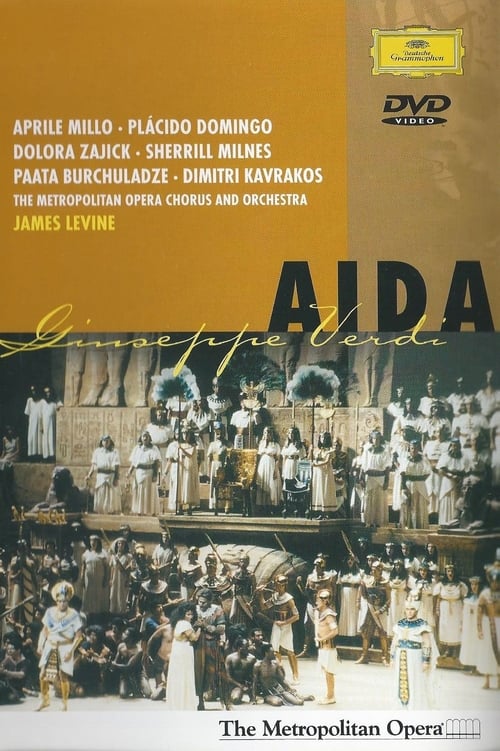 Deutsche
Grammophon
DVD
VIDEO
APRILE MILLO · PLÁCIDO DOMINGO
DOLORA ZAJICK · SHERRILL MILNES
PAATA BURCHULADZE · DIMITRI KAVRAKOS
THE METROPOLITAN OPERA CHORUS AND ORCHESTRA
JAMES LEVINE
AIDA
Giuseppe Verdi
The Metropolitan Opera